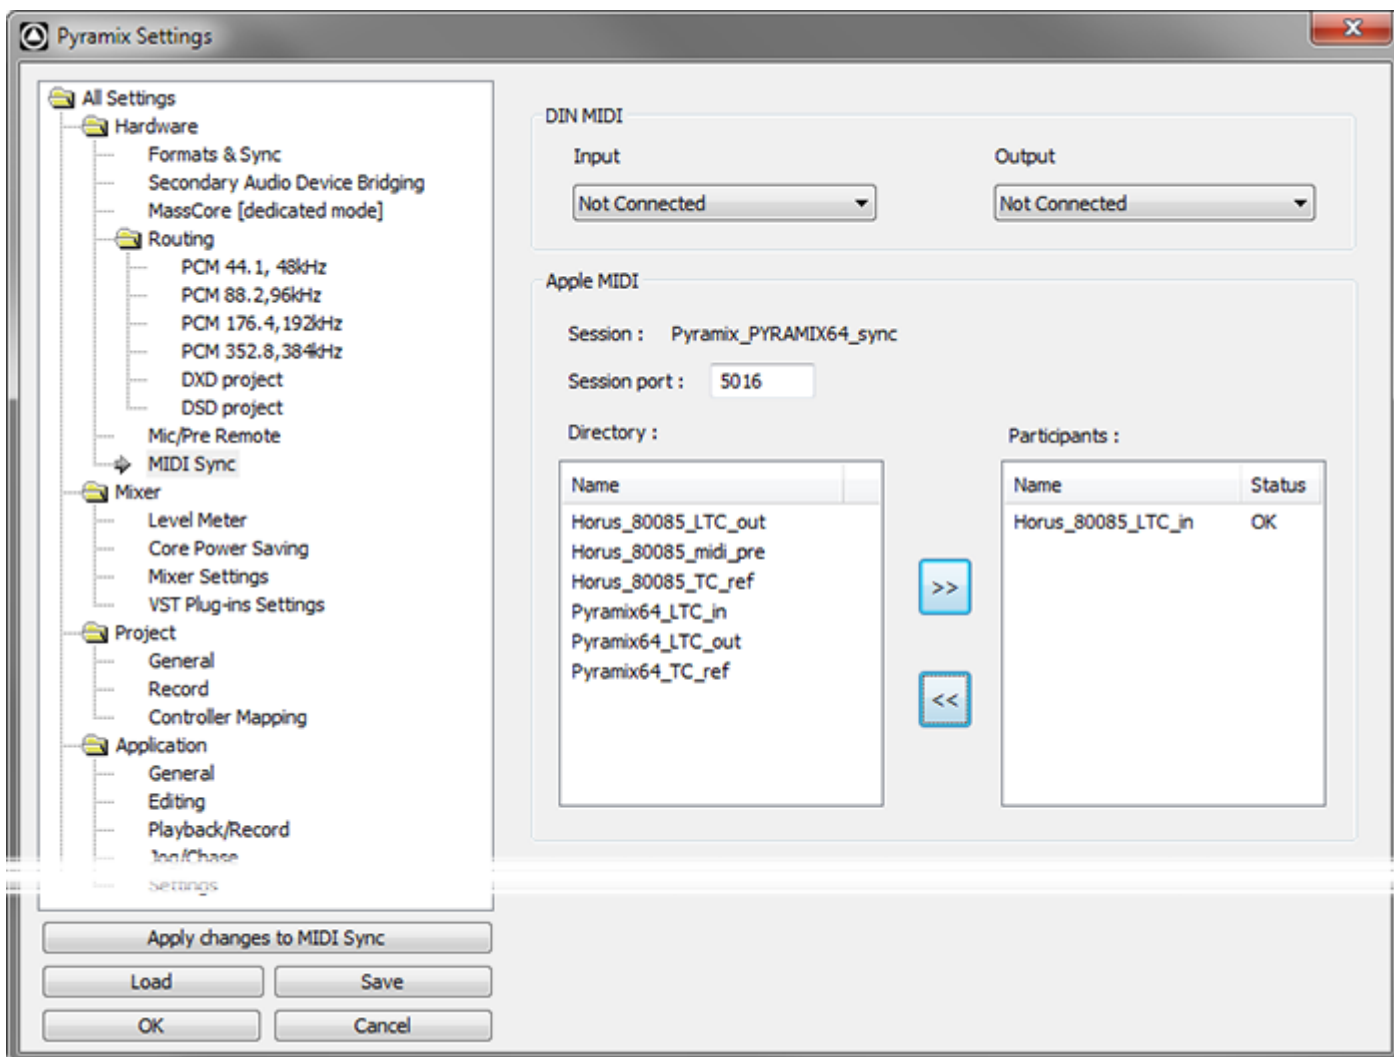 Pyramix Settings
x
All Settings
Hardware
Formats & Sync
Secondary Audio Device Bridging
MassCore [dedicated mode]
Routing
PCM 44.1, 48kHz
PCM 88.2,96kHz
PCM 176.4,192kHz
PCM 352.8,384kHz
DXD project
DSD project
Mic/Pre Remote
MIDI Sync
Mixer
Level Meter
Core Power Saving
Mixer Settings
VST Plug-ins Settings
Project
General
Record
Controller Mapping
Application
General
Editing
Playback/Record
Jog/Chase
Settings
Apply changes to MIDI Sync
Load Save
OK Cancel
DIN MIDI
Input Output
Not Connected Not Connected
Apple MIDI
Session : Pyramix_PYRAMIX64_sync
Session port : 5016
Directory : Participants :
Name Name Status
Horus_80085_LTC_out Horus_80085_LTC_in OK
Horus_80085_midi_pre
Horus_80085_TC_ref
Pyramix64_LTC_in
Pyramix64_LTC_out
Pyramix64_TC_ref
>>
<<